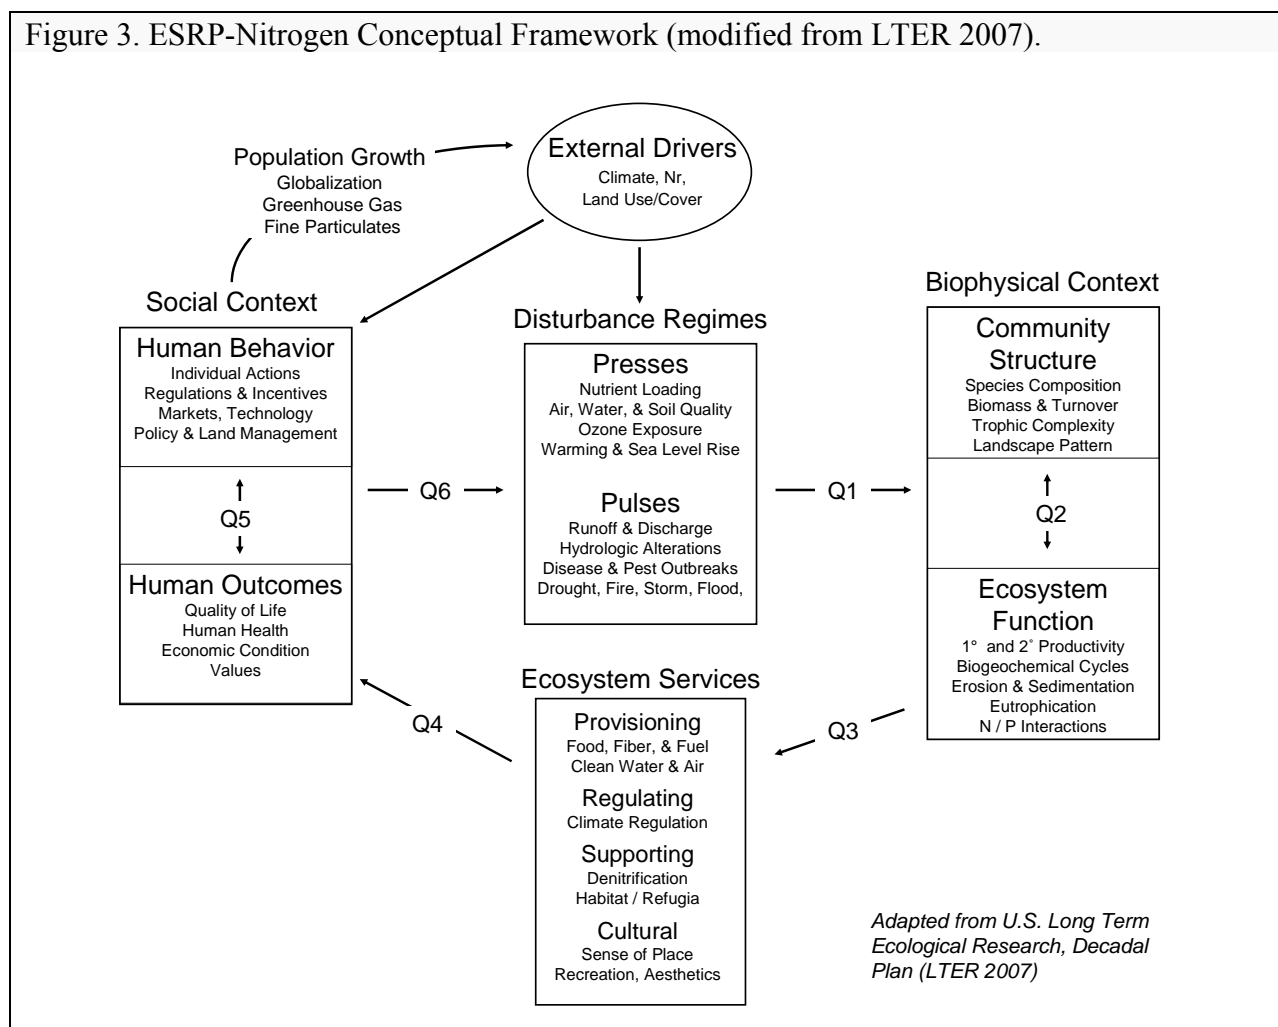 Figure 3. ESRP-Nitrogen Conceptual Framework (modified from LTER 2007).
Population Growth
Globalization
Greenhouse Gas
Fine Particulates
External Drivers
Climate, Nr,
Land Use/Cover
Social Context
Human Behavior
Individual Actions
Regulations & Incentives
Markets, Technology
Policy & Land Management
Q5
Human Outcomes
Quality of Life
Human Health
Economic Condition
Values
Q6
Disturbance Regimes
Presses
Nutrient Loading
Air, Water, & Soil Quality
Ozone Exposure
Warming & Sea Level Rise
Pulses
Runoff & Discharge
Hydrologic Alterations
Disease & Pest Outbreaks
Drought, Fire, Storm, Flood,
Q1
Biophysical Context
Community
Structure
Species Composition
Biomass & Turnover
Trophic Complexity
Landscape Pattern
Q2
Ecosystem
Function
1° and 2° Productivity
Biogeochemical Cycles
Erosion & Sedimentation
Eutrophication
N / P Interactions
Q3
Q4
Ecosystem Services
Provisioning
Food, Fiber, & Fuel
Clean Water & Air
Regulating
Climate Regulation
Supporting
Denitrification
Habitat / Refugia
Cultural
Sense of Place
Recreation, Aesthetics
Adapted from U.S. Long Term
Ecological Research, Decadal
Plan (LTER 2007)